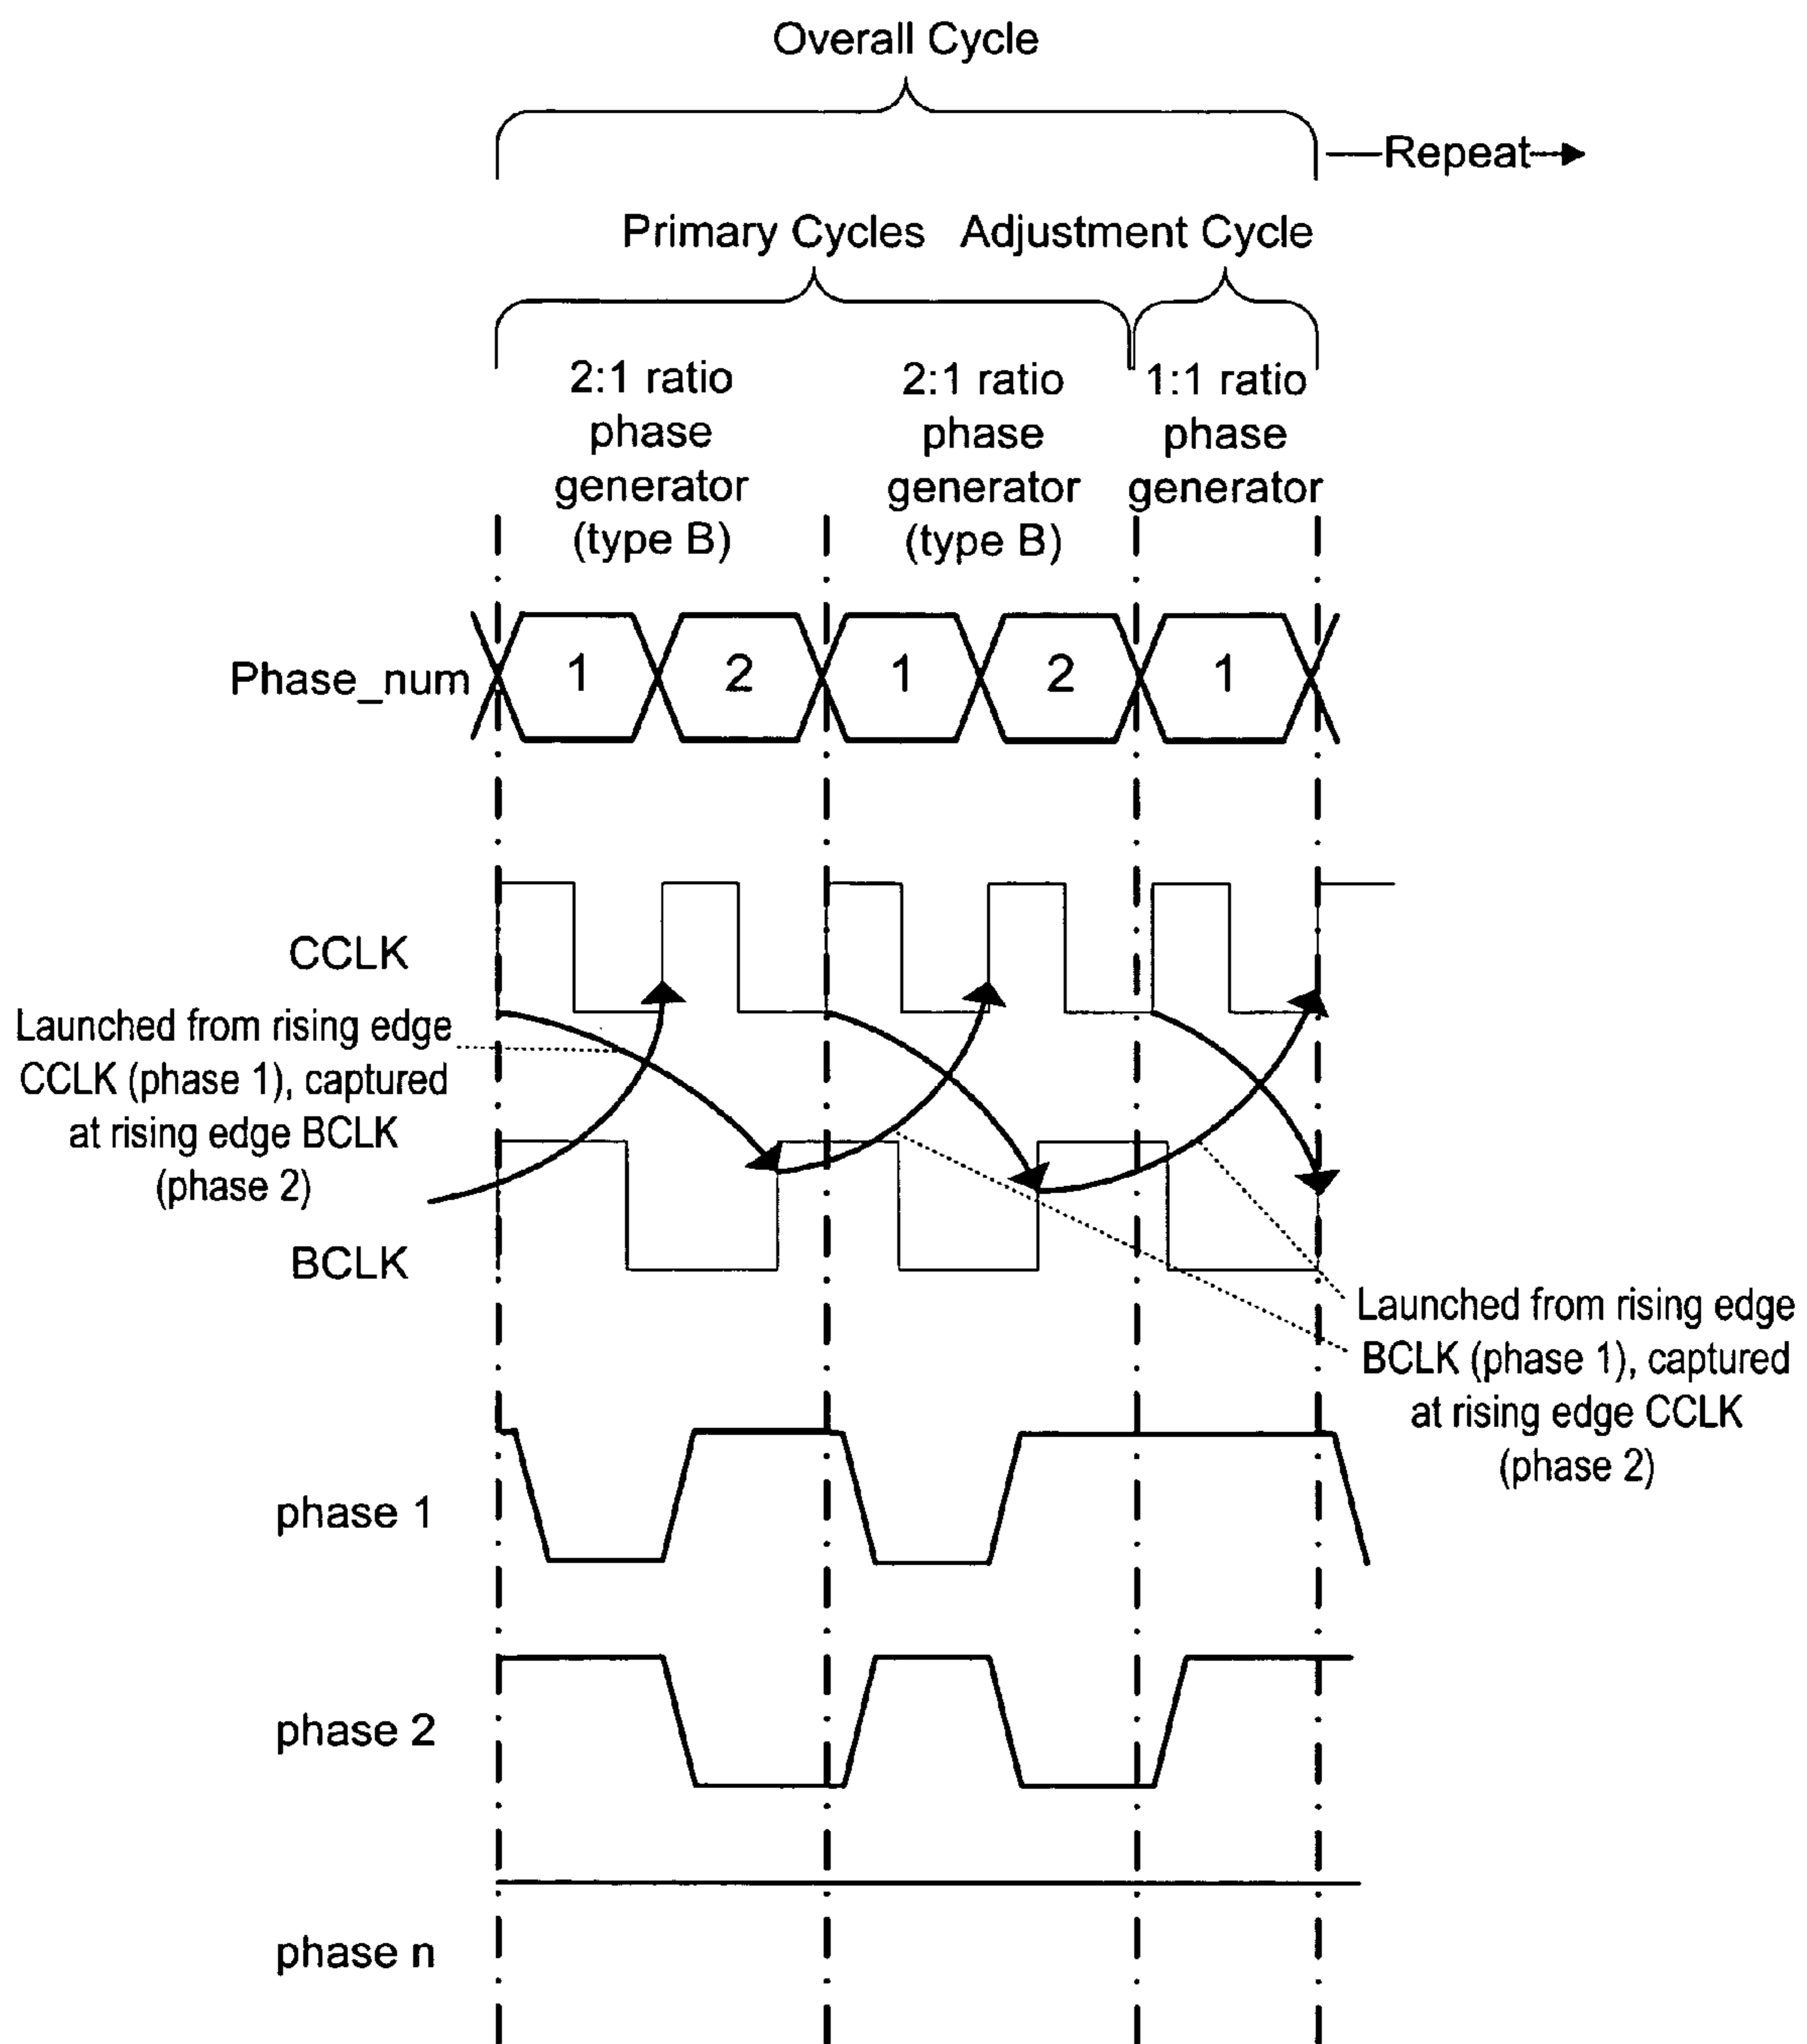 Overall Cycle
Repeat
Primary Cycles
Adjustment Cycle
2:1 ratio
phase
generator
(type B)
2:1 ratio
phase
generator
(type B)
1:1 ratio
phase
generator
Phase_num
1
2
1
2
1
CCLK
Launched from rising edge
CCLK (phase 1), captured
at rising edge BCLK
(phase 2)
BCLK
Launched from rising edge
BCLK (phase 1), captured
at rising edge CCLK
(phase 2)
phase 1
phase 2
phase n